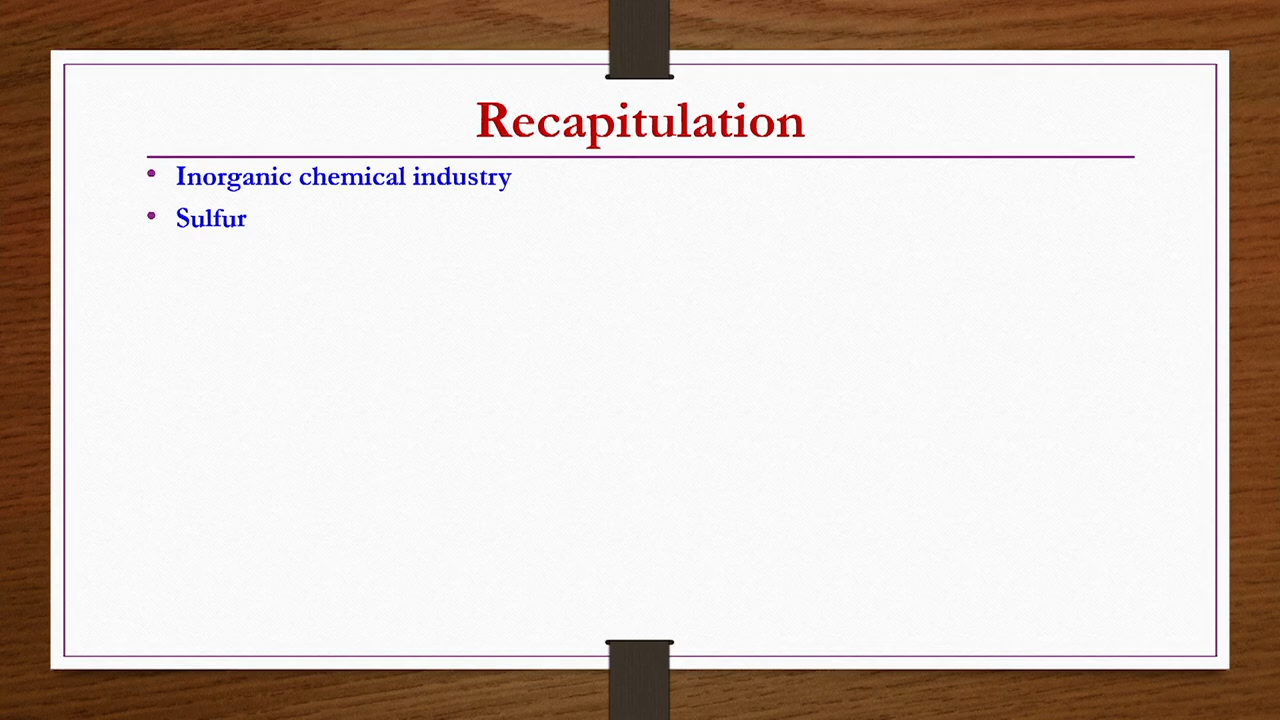 Recapitulation
• Inorganic chemical industry
• Sulfur